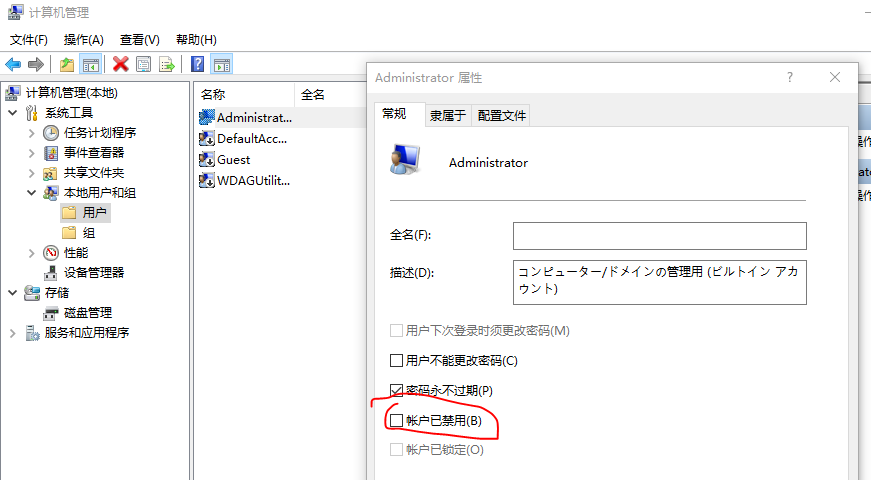 计算机管理
文件(F) 操作(A) 查看(V) 帮助(H)
计算机管理(本地)
系统工具
任务计划程序
事件查看器
共享文件夹
本地用户和组
用户
组
性能
设备管理器
存储
磁盘管理
服务和应用程序
名称 全名
Administrat...
DefaultAcc...
Guest
WDAGUtilit...
Administrator 属性
常规 隶属于 配置文件
Administrator
全名(F):
描述(D):
コンピューター/ドメインの管理用 (ビルトイン アカ
ウント)
用户下次登录时须更改密码(M)
用户不能更改密码(C)
密码永不过期(P)
帐户已禁用(B)
帐户已锁定(O)